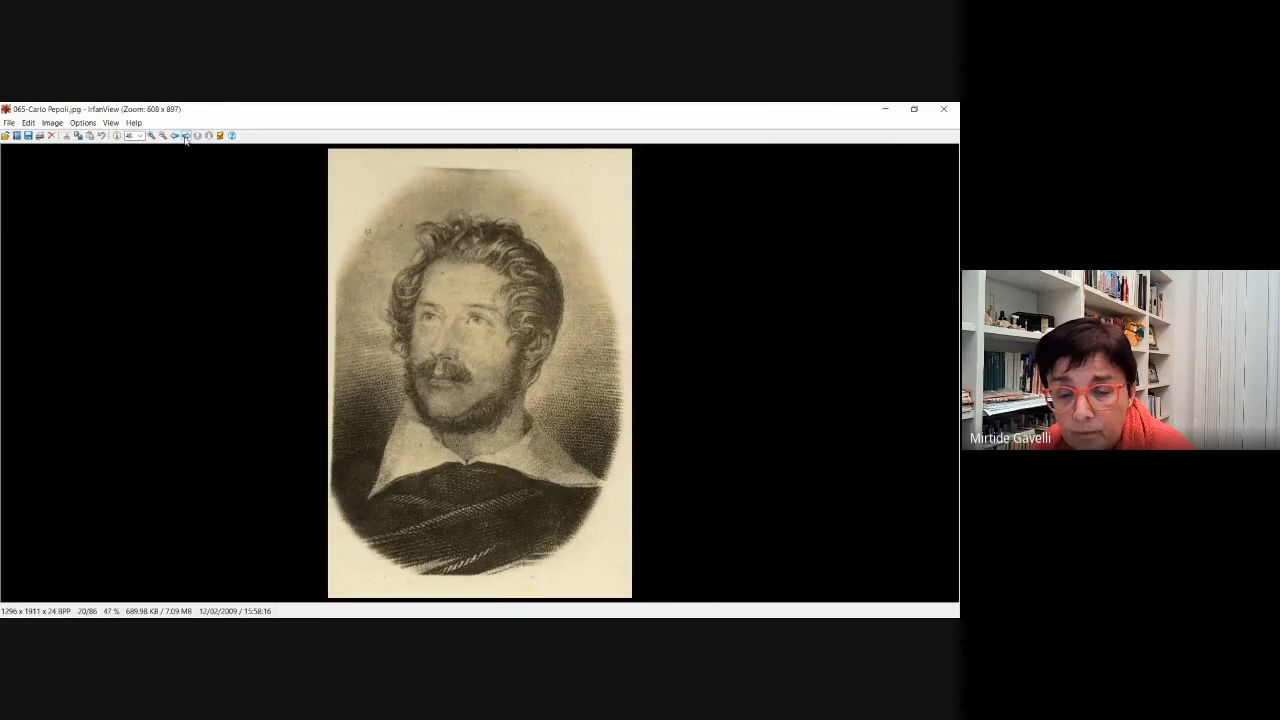 065-Carlo Pepoli.jpg - IrfanView (Zoom: 608 x 897)
File Edit Image Options View Help
46
Mirtide Gavelli
1296 x 1911 x 24 BPP 20/86 47 % 689.98 KB / 7.09 MB 12/02/2009 / 15:58:16